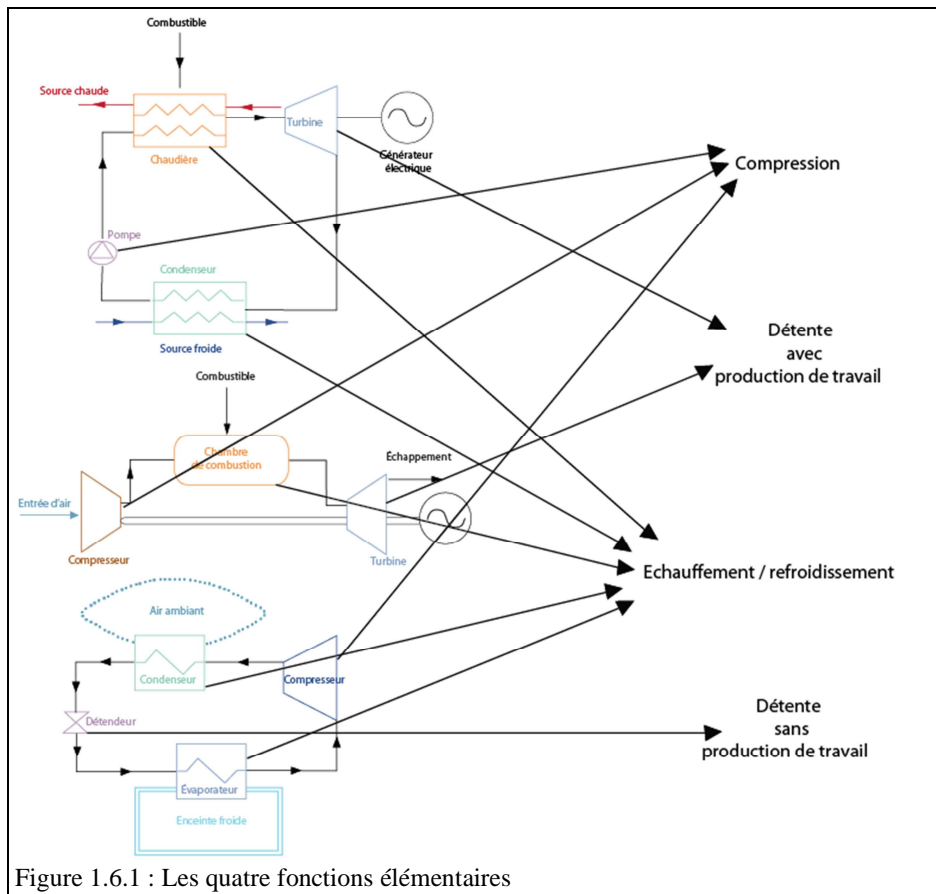 Combustible
Source chaude
Turbine
Chaudière
Générateur
électrique
Compression
Pompe
Condenseur
Source froide
Détente
avec
production de travail
Combustible
Chambre
de combustion
Échappement
Entrée d'air
Compresseur
Turbine
Echauffement / refroidissement
Air ambiant
Condenseur
Compresseur
Détendeur
Détente
sans
production de travail
Évaporateur
Enceinte froide
Figure 1.6.1 : Les quatre fonctions élémentaires